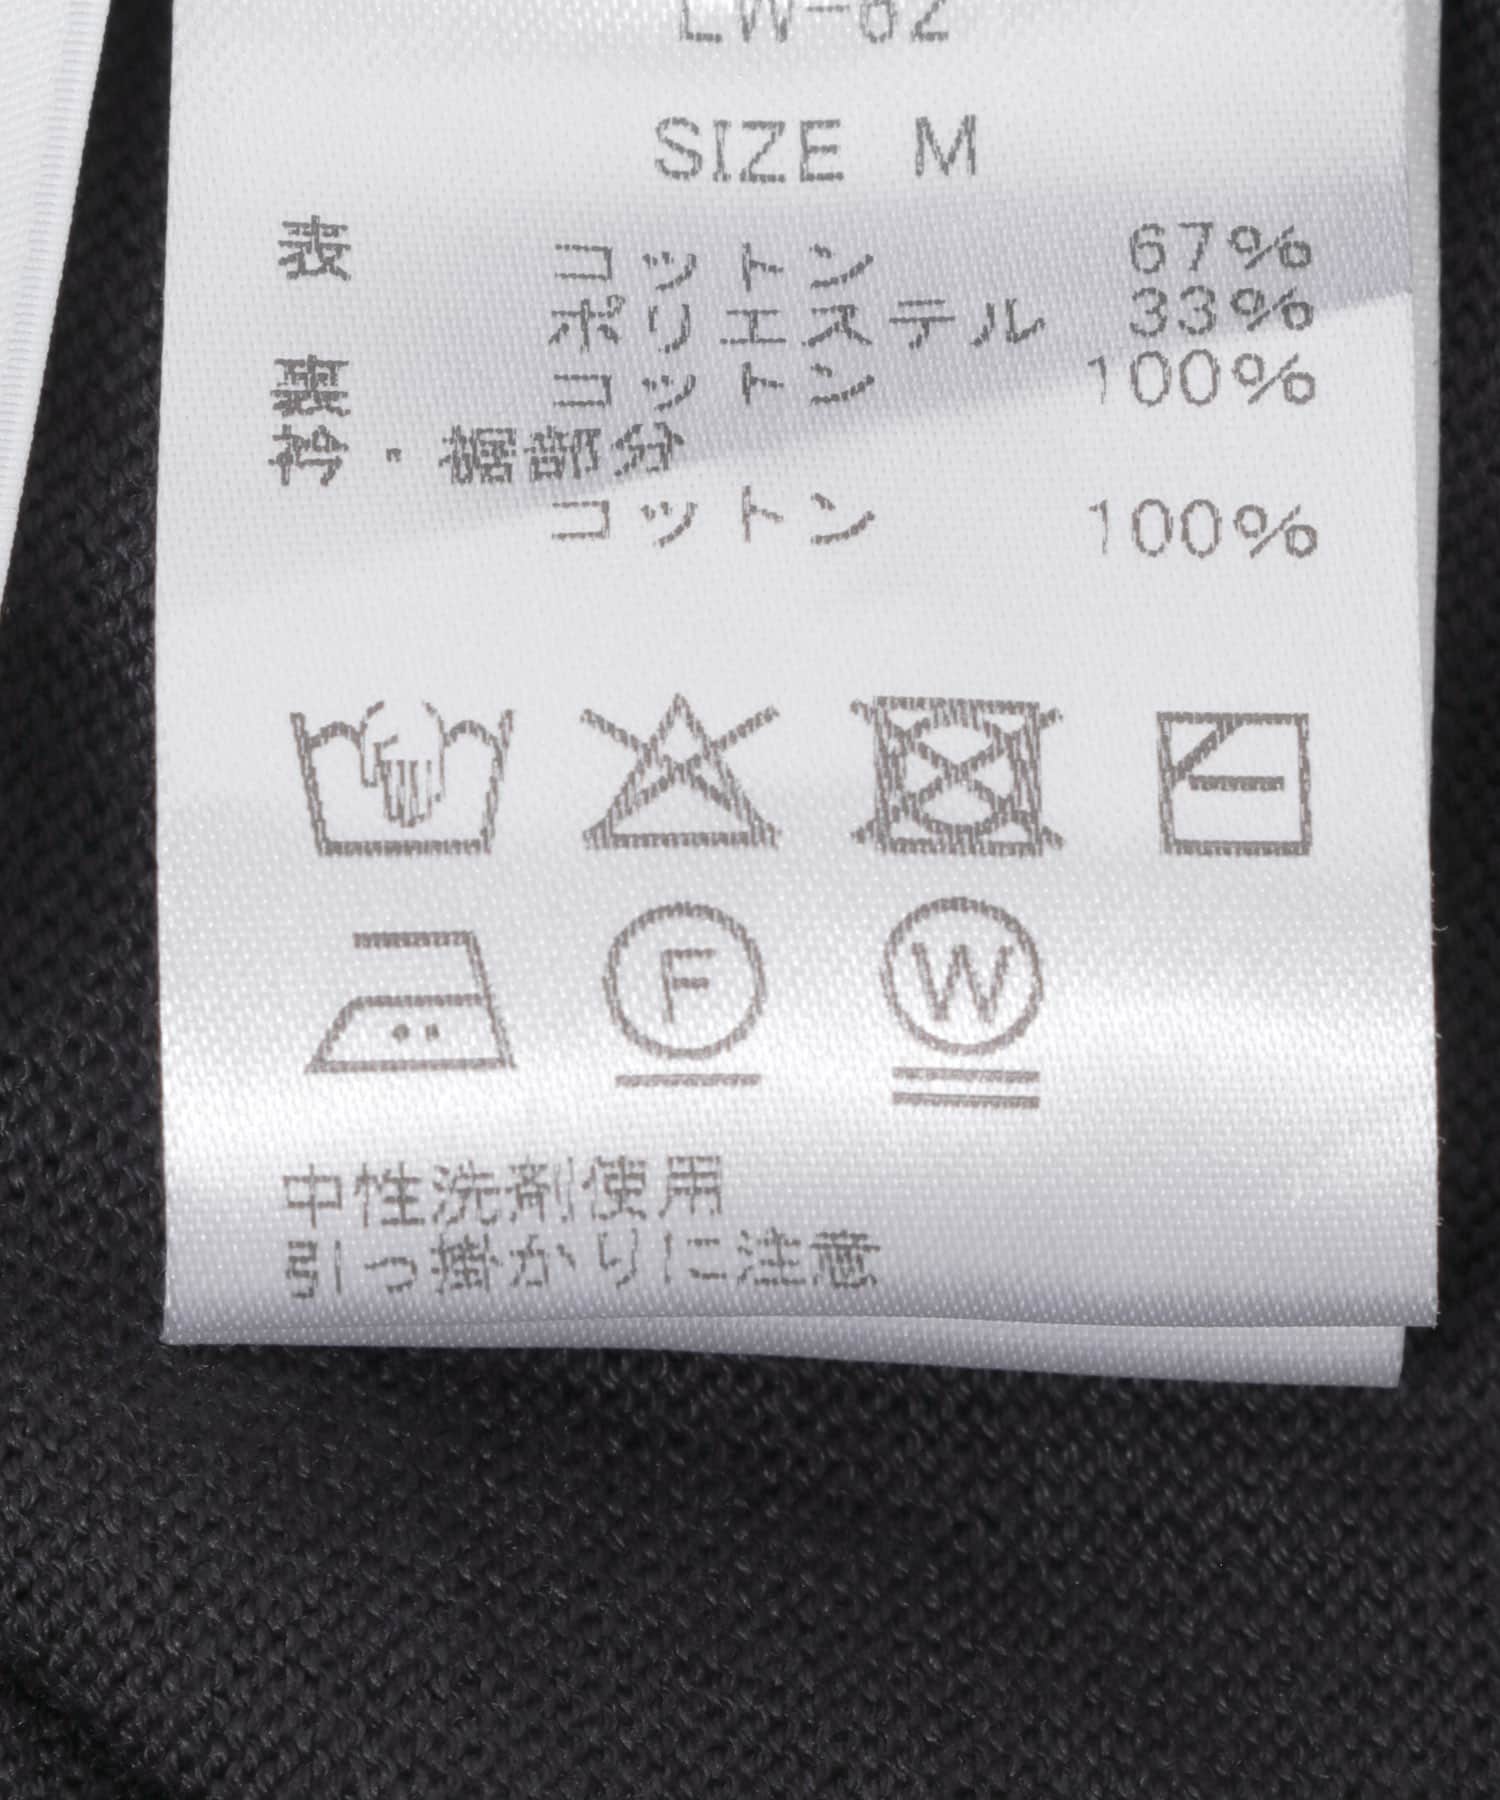 LW-62
SIZE M
表 コットン 67%
ポリエステル 33%
裏 コットン 100%
衿・裾部分
コットン 100%
F W
中性洗剤使用
引っ掛かりに注意